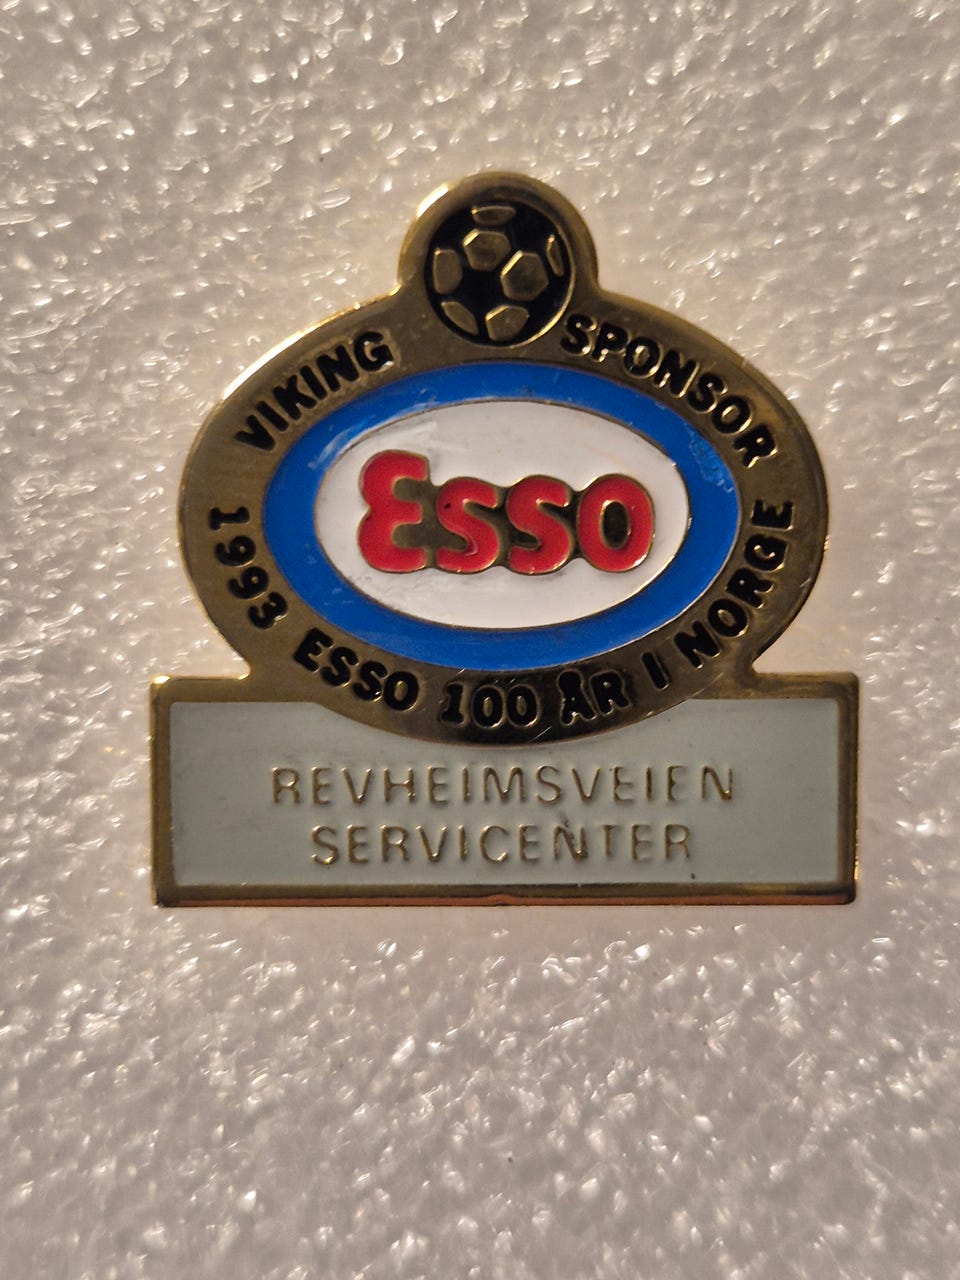 VIKING SPONSOR
Esso
1993 ESSO 100 ÅR I NORGE
REVHEIMSVEIEN
SERVICENTER